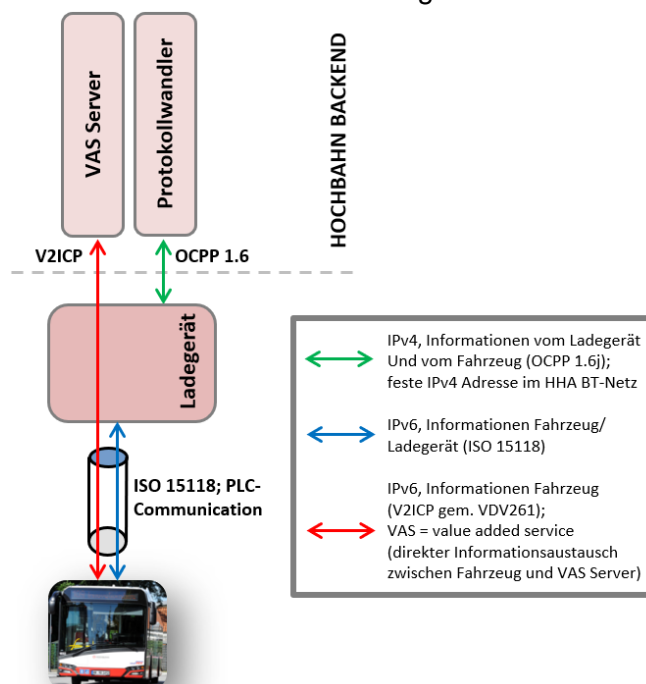 VAS Server
Protokollwandler
HOCHBAHN BACKEND
V2ICP
OCPP 1.6
Ladegerät
ISO 15118; PLC-
Communication
IPv4, Informationen vom Ladegerät
Und vom Fahrzeug (OCPP 1.6j);
feste IPv4 Adresse im HHA BT-Netz
IPv6, Informationen Fahrzeug/
Ladegerät (ISO 15118)
IPv6, Informationen Fahrzeug
(V2ICP gem. VDV261);
VAS = value added service
(direkter Informationsaustausch
zwischen Fahrzeug und VAS Server)